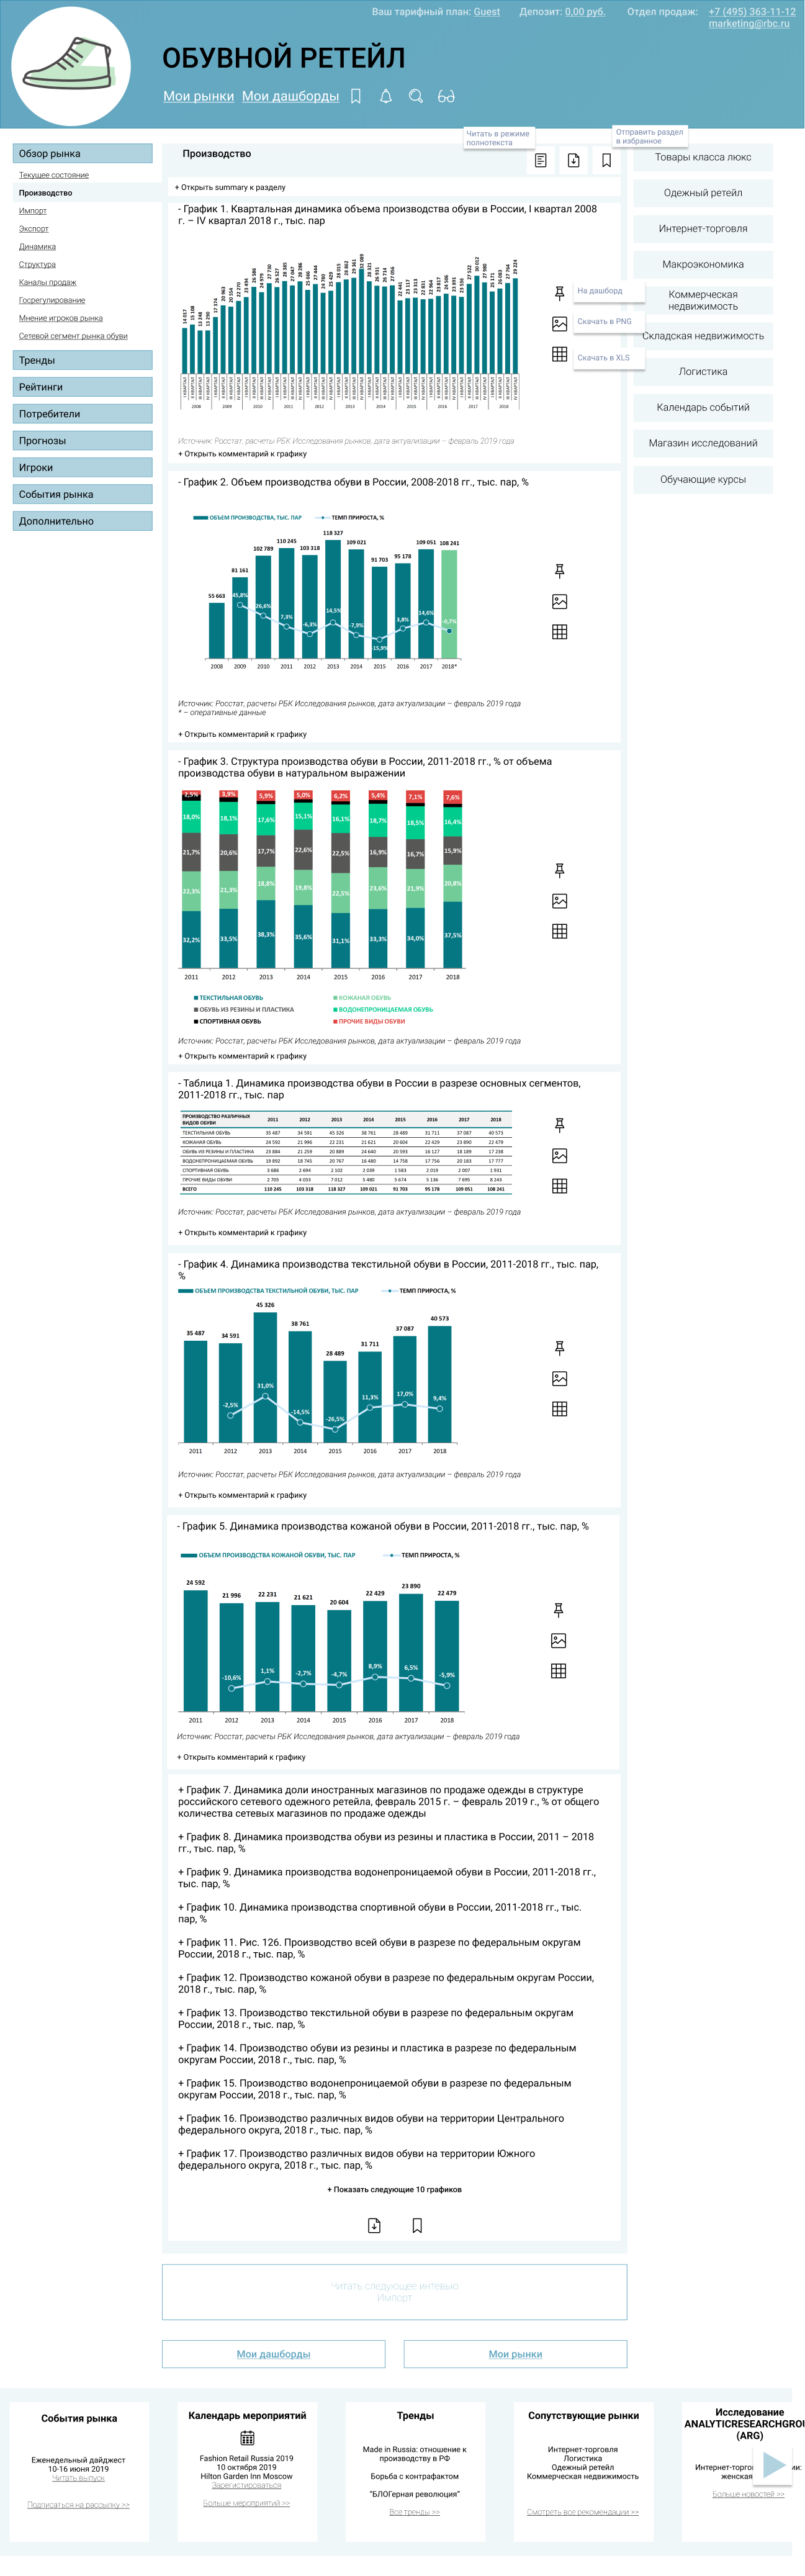 Ваш тарифный план: Guest Депозит: 0,00 руб. Отдел продаж: +7 (495) 363-11-12
marketing@rbc.ru
ОБУВНОЙ РЕТЕЙЛ
Мои рынки Мои дашборды
Читать в режиме
полнотекста
Отправить раздел
в избранное
Обзор рынка
Текущее состояние
Производство
Импорт
Экспорт
Динамика
Структура
Каналы продаж
Госрегулирование
Мнение игроков рынка
Сетевой сегмент рынка обуви
Тренды
Рейтинги
Потребители
Прогнозы
Игроки
События рынка
Дополнительно
Производство
+ Открыть summary к разделу
- График 1. Квартальная динамика объема производства обуви в России, I квартал 2008
г. – IV квартал 2018 г., тыс. пар
2008 2009 2010 2011 2012 2013 2014 2015 2016 2017 2018
На дашборд
Скачать в PNG
Скачать в XLS
Источник: Росстат, расчеты РБК Исследования рынков, дата актуализации – февраль 2019 года
+ Открыть комментарий к графику
Товары класса люкс
Одежный ретейл
Интернет-торговля
Макроэкономика
Коммерческая
недвижимость
Складская недвижимость
Логистика
Календарь событий
Магазин исследований
Обучающие курсы
- График 2. Объем производства обуви в России, 2008-2018 гг., тыс. пар, %
ОБЪЕМ ПРОИЗВОДСТВА, ТЫС. ПАР ТЕМП ПРИРОСТА, %
55 663 81 161 102 789 110 245 103 318 118 327 109 021 91 703 95 178 109 051 108 241
45,8% 26,6% 7,3% -6,3% 14,5% -7,9% -15,9% 3,8% 14,6% -0,7%
2008 2009 2010 2011 2012 2013 2014 2015 2016 2017 2018*
Источник: Росстат, расчеты РБК Исследования рынков, дата актуализации – февраль 2019 года
* – оперативные данные
+ Открыть комментарий к графику
- График 3. Структура производства обуви в России, 2011-2018 гг., % от объема
производства обуви в натуральном выражении
2,5% 3,9% 5,9% 5,0% 6,2% 5,4% 7,1% 7,6%
18,0% 18,1% 17,6% 15,1% 16,1% 18,7% 18,5% 16,4%
21,7% 20,6% 17,7% 22,6% 22,5% 16,9% 16,7% 15,9%
22,3% 21,3% 18,8% 19,8% 22,5% 23,6% 21,9% 20,8%
32,2% 33,5% 38,3% 35,6% 31,1% 33,3% 34,0% 37,5%
2011 2012 2013 2014 2015 2016 2017 2018
ТЕКСТИЛЬНАЯ ОБУВЬ КОЖАНАЯ ОБУВЬ
ОБУВЬ ИЗ РЕЗИНЫ И ПЛАСТИКА ВОДОНЕПРОНИЦАЕМАЯ ОБУВЬ
СПОРТИВНАЯ ОБУВЬ ПРОЧИЕ ВИДЫ ОБУВИ
Источник: Росстат, расчеты РБК Исследования рынков, дата актуализации – февраль 2019 года
+ Открыть комментарий к графику
- Таблица 1. Динамика производства обуви в России в разрезе основных сегментов,
2011-2018 гг., тыс. пар
ПРОИЗВОДСТВО РАЗЛИЧНЫХ
ВИДОВ ОБУВИ 2011 2012 2013 2014 2015 2016 2017 2018
ТЕКСТИЛЬНАЯ ОБУВЬ 35 487 34 591 45 326 38 761 28 489 31 711 37 087 40 573
КОЖАНАЯ ОБУВЬ 24 592 21 996 22 231 21 621 20 604 22 429 23 890 22 479
ОБУВЬ ИЗ РЕЗИНЫ И ПЛАСТИКА 23 884 21 259 20 889 24 640 20 593 16 127 18 189 17 238
ВОДОНЕПРОНИЦАЕМАЯ ОБУВЬ 19 892 18 745 20 767 16 480 14 758 17 756 20 183 17 777
СПОРТИВНАЯ ОБУВЬ 3 686 2 694 2 102 2 039 1 583 2 019 2 007 1 931
ПРОЧИЕ ВИДЫ ОБУВИ 2 705 4 033 7 012 5 480 5 674 5 136 7 695 8 243
ВСЕГО 110 245 103 318 118 327 109 021 91 703 95 178 109 051 108 241
Источник: Росстат, расчеты РБК Исследования рынков, дата актуализации – февраль 2019 года
+ Открыть комментарий к графику
- График 4. Динамика производства текстильной обуви в России, 2011-2018 гг., тыс. пар,
%
ОБЪЕМ ПРОИЗВОДСТВА ТЕКСТИЛЬНОЙ ОБУВИ, ТЫС. ПАР ТЕМП ПРИРОСТА, %
35 487 34 591 45 326 38 761 28 489 31 711 37 087 40 573
-2,5% 31,0% -14,5% -26,5% 11,3% 17,0% 9,4%
2011 2012 2013 2014 2015 2016 2017 2018
Источник: Росстат, расчеты РБК Исследования рынков, дата актуализации – февраль 2019 года
+ Открыть комментарий к графику
- График 5. Динамика производства кожаной обуви в России, 2011-2018 гг., тыс. пар, %
ОБЪЕМ ПРОИЗВОДСТВА КОЖАНОЙ ОБУВИ, ТЫС. ПАР ТЕМП ПРИРОСТА, %
24 592 21 996 22 231 21 621 20 604 22 429 23 890 22 479
-10,6% 1,1% -2,7% -4,7% 8,9% 6,5% -5,9%
2011 2012 2013 2014 2015 2016 2017 2018
Источник: Росстат, расчеты РБК Исследования рынков, дата актуализации – февраль 2019 года
+ Открыть комментарий к графику
+ График 7. Динамика доли иностранных магазинов по продаже одежды в структуре
российского сетевого одежного ретейла, февраль 2015 г. – февраль 2019 г., % от общего
количества сетевых магазинов по продаже одежды
+ График 8. Динамика производства обуви из резины и пластика в России, 2011 – 2018
гг., тыс. пар, %
+ График 9. Динамика производства водонепроницаемой обуви в России, 2011-2018 гг.,
тыс. пар, %
+ График 10. Динамика производства спортивной обуви в России, 2011-2018 гг., тыс.
пар, %
+ График 11. Рис. 126. Производство всей обуви в разрезе по федеральным округам
России, 2018 г., тыс. пар, %
+ График 12. Производство кожаной обуви в разрезе по федеральным округам России,
2018 г., тыс. пар, %
+ График 13. Производство текстильной обуви в разрезе по федеральным округам
России, 2018 г., тыс. пар, %
+ График 14. Производство обуви из резины и пластика в разрезе по федеральным
округам России, 2018 г., тыс. пар, %
+ График 15. Производство водонепроницаемой обуви в разрезе по федеральным
округам России, 2018 г., тыс. пар, %
+ График 16. Производство различных видов обуви на территории Центрального
федерального округа, 2018 г., тыс. пар, %
+ График 17. Производство различных видов обуви на территории Южного
федерального округа, 2018 г., тыс. пар, %
+ Показать следующие 10 графиков
Читать следующее интевью
Импорт
Мои дашборды Мои рынки
События рынка
Еженедельный дайджест
10-16 июня 2019
Читать выпуск
Подписаться на рассылку >>
Календарь мероприятий
Fashion Retail Russia 2019
10 октября 2019
Hilton Garden Inn Moscow
Зарегистироваться
Больше мероприятий >>
Тренды
Made in Russia: отношение к
производству в РФ
Борьба с контрафактом
"БЛОГерная революция"
Все тренды >>
Сопутствующие рынки
Интернет-торговля
Логистика
Одежный ретейл
Коммерческая недвижимость
Смотреть все рекомендации >>
Исследование
ANALYTICRESEARCHGROU
(ARG)
Интернет-торго ии:
женская
Больше новостей >>